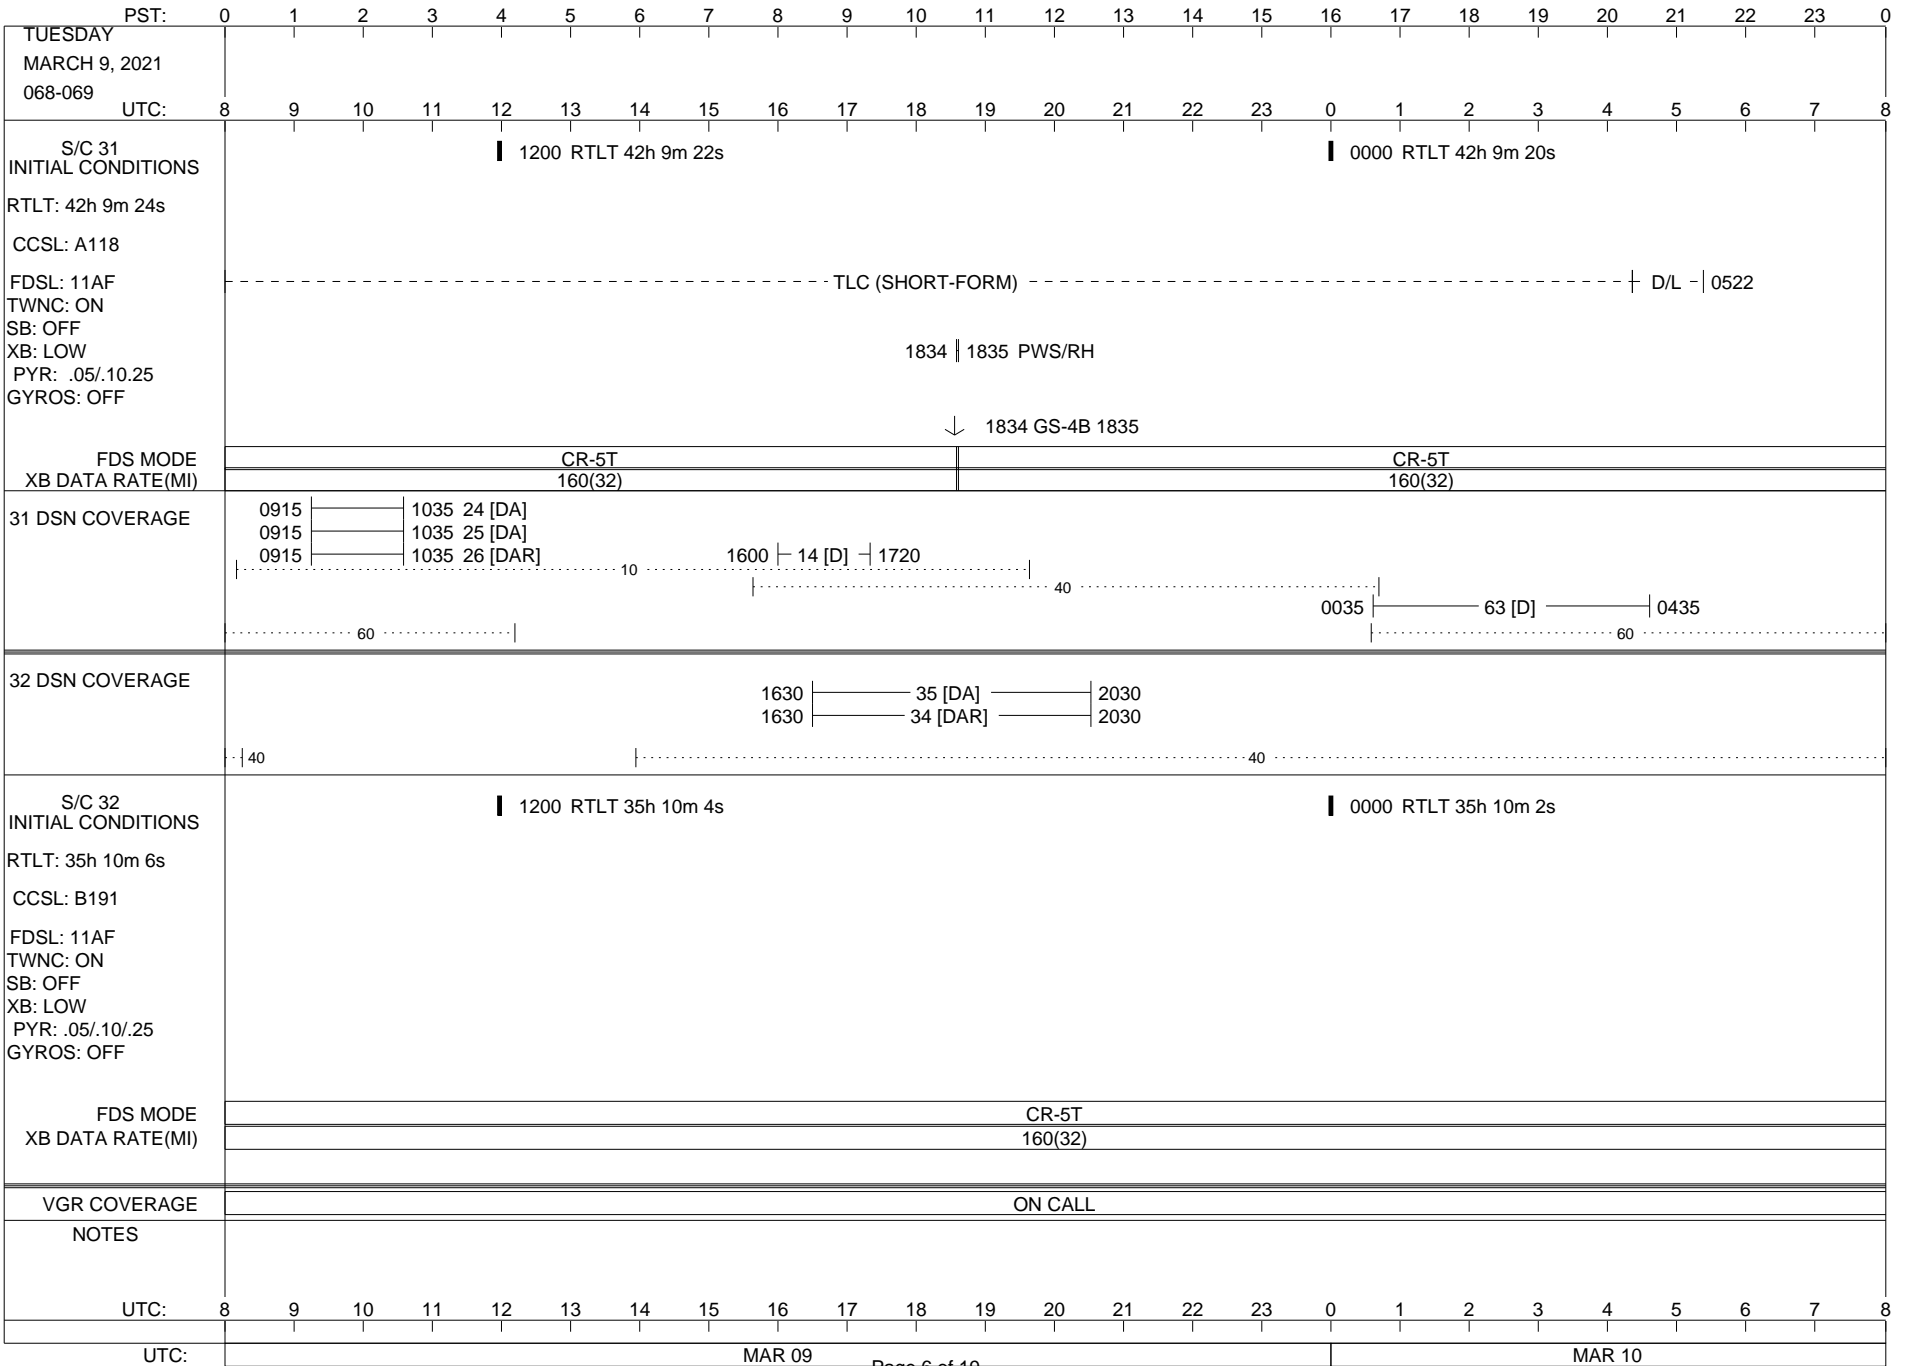 PST: 0 1 2 3 4 5 6 7 8 9 10 11 12 13 14 15 16 17 18 19 20 21 22 23 0
TUESDAY
MARCH 9, 2021
068-069
UTC: 8 9 10 11 12 13 14 15 16 17 18 19 20 21 22 23 0 1 2 3 4 5 6 7 8
S/C 31
INITIAL CONDITIONS
1200 RTLT 42h 9m 22s
0000 RTLT 42h 9m 20s
RTLT: 42h 9m 24s
CCSL: A118
FDSL: 11AF
TLC (SHORT-FORM) D/L 0522
TWNC: ON
SB: OFF
XB: LOW
1834 1835 PWS/RH
PYR: .05/.10.25
GYROS: OFF
1834 GS-4B 1835
FDS MODE CR-5T CR-5T
XB DATA RATE(MI) 160(32) 160(32)
31 DSN COVERAGE
0915 1035 24 [DA]
0915 1035 25 [DA]
0915 1035 26 [DAR] 1600 14 [D] 1720
10
40
0035 63 [D] 0435
60 60
32 DSN COVERAGE
1630 35 [DA] 2030
1630 34 [DAR] 2030
40 40
S/C 32
INITIAL CONDITIONS
1200 RTLT 35h 10m 4s
0000 RTLT 35h 10m 2s
RTLT: 35h 10m 6s
CCSL: B191
FDSL: 11AF
TWNC: ON
SB: OFF
XB: LOW
PYR: .05/.10/.25
GYROS: OFF
FDS MODE CR-5T
XB DATA RATE(MI) 160(32)
VGR COVERAGE ON CALL
NOTES
UTC: 8 9 10 11 12 13 14 15 16 17 18 19 20 21 22 23 0 1 2 3 4 5 6 7 8
UTC: MAR 09 MAR 10
Page 6 of 10